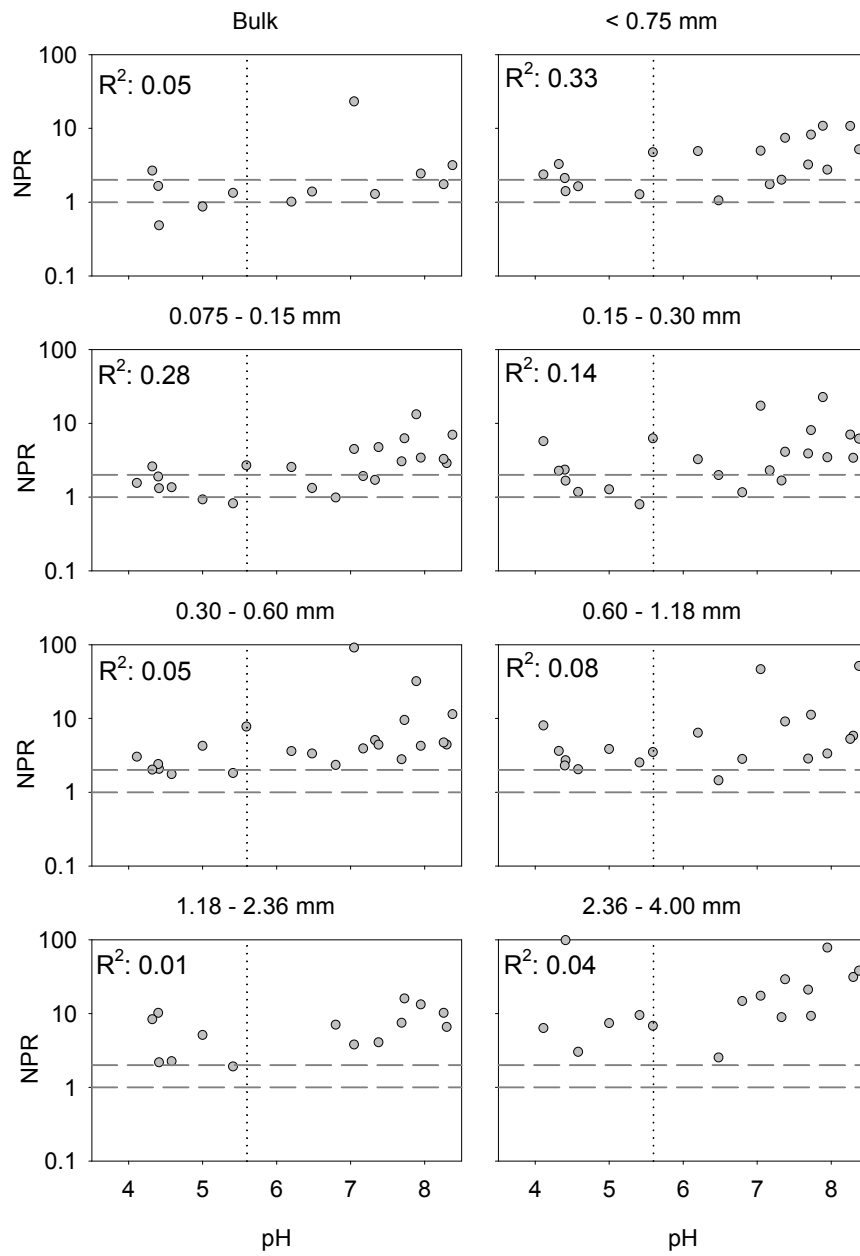 Bulk
< 0.75 mm
100
10
1
0.1
NPR
R²: 0.05
NPR
R²: 0.33
0.075 - 0.15 mm
0.15 - 0.30 mm
100
10
1
0.1
NPR
R²: 0.28
R²: 0.14
0.30 - 0.60 mm
0.60 - 1.18 mm
100
10
1
0.1
NPR
R²: 0.05
R²: 0.08
1.18 - 2.36 mm
2.36 - 4.00 mm
100
10
1
0.1
NPR
R²: 0.01
R²: 0.04
4 5 6 7 8
4 5 6 7 8
pH
pH